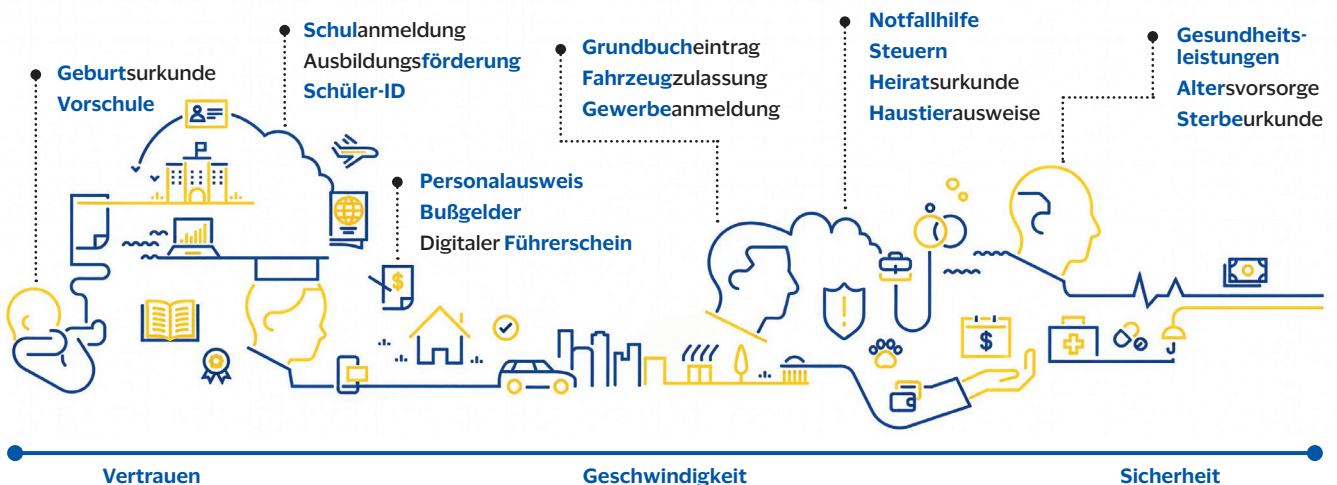 Geburtsurkunde
Vorschule
Schulanmeldung
Ausbildungsförderung
Schüler-ID
Personalausweis
Bußgelder
Digitaler Führerschein
Grundbucheintrag
Fahrzeugzulassung
Gewerbeanmeldung
Notfallhilfe
Steuern
Heiratsurkunde
Haustierausweise
Gesundheits-
leistungen
Altersvorsorge
Sterbeurkunde
$
$
Vertrauen
Geschwindigkeit
Sicherheit